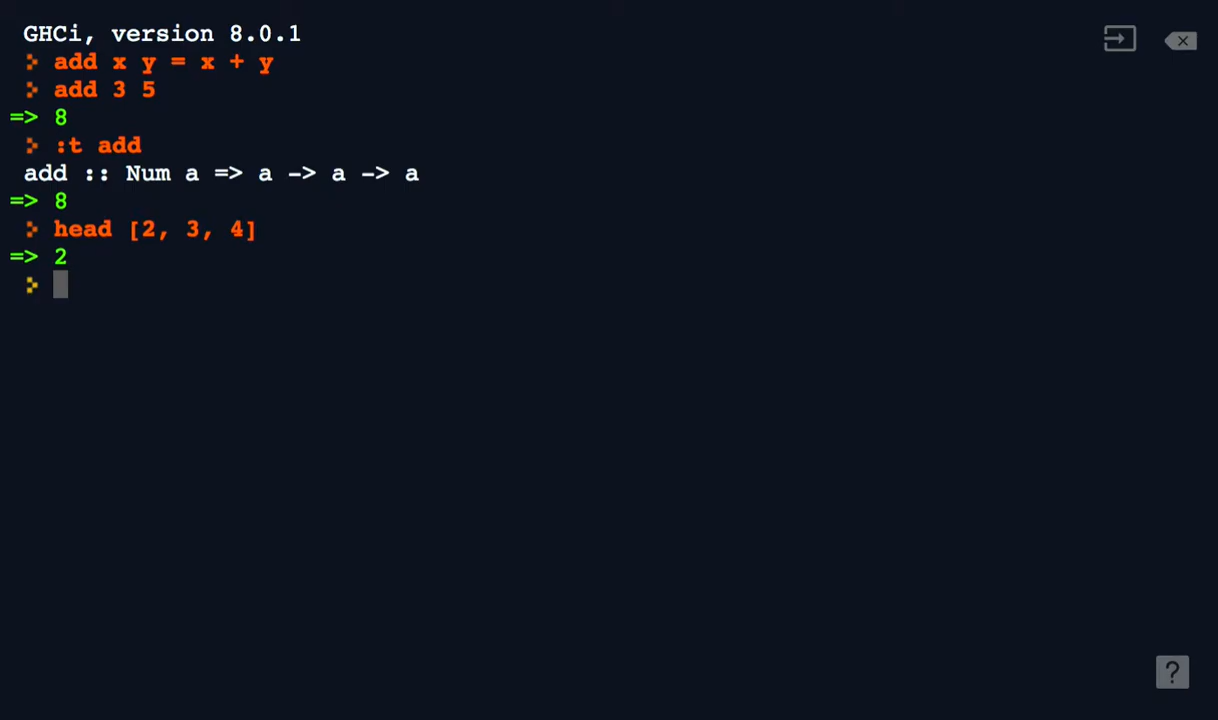 GHCi, version 8.0.1
> add x y = x + y
> add 3 5
=> 8
> :t add
add :: Num a => a -> a -> a
=> 8
> head [2, 3, 4]
=> 2
>
?